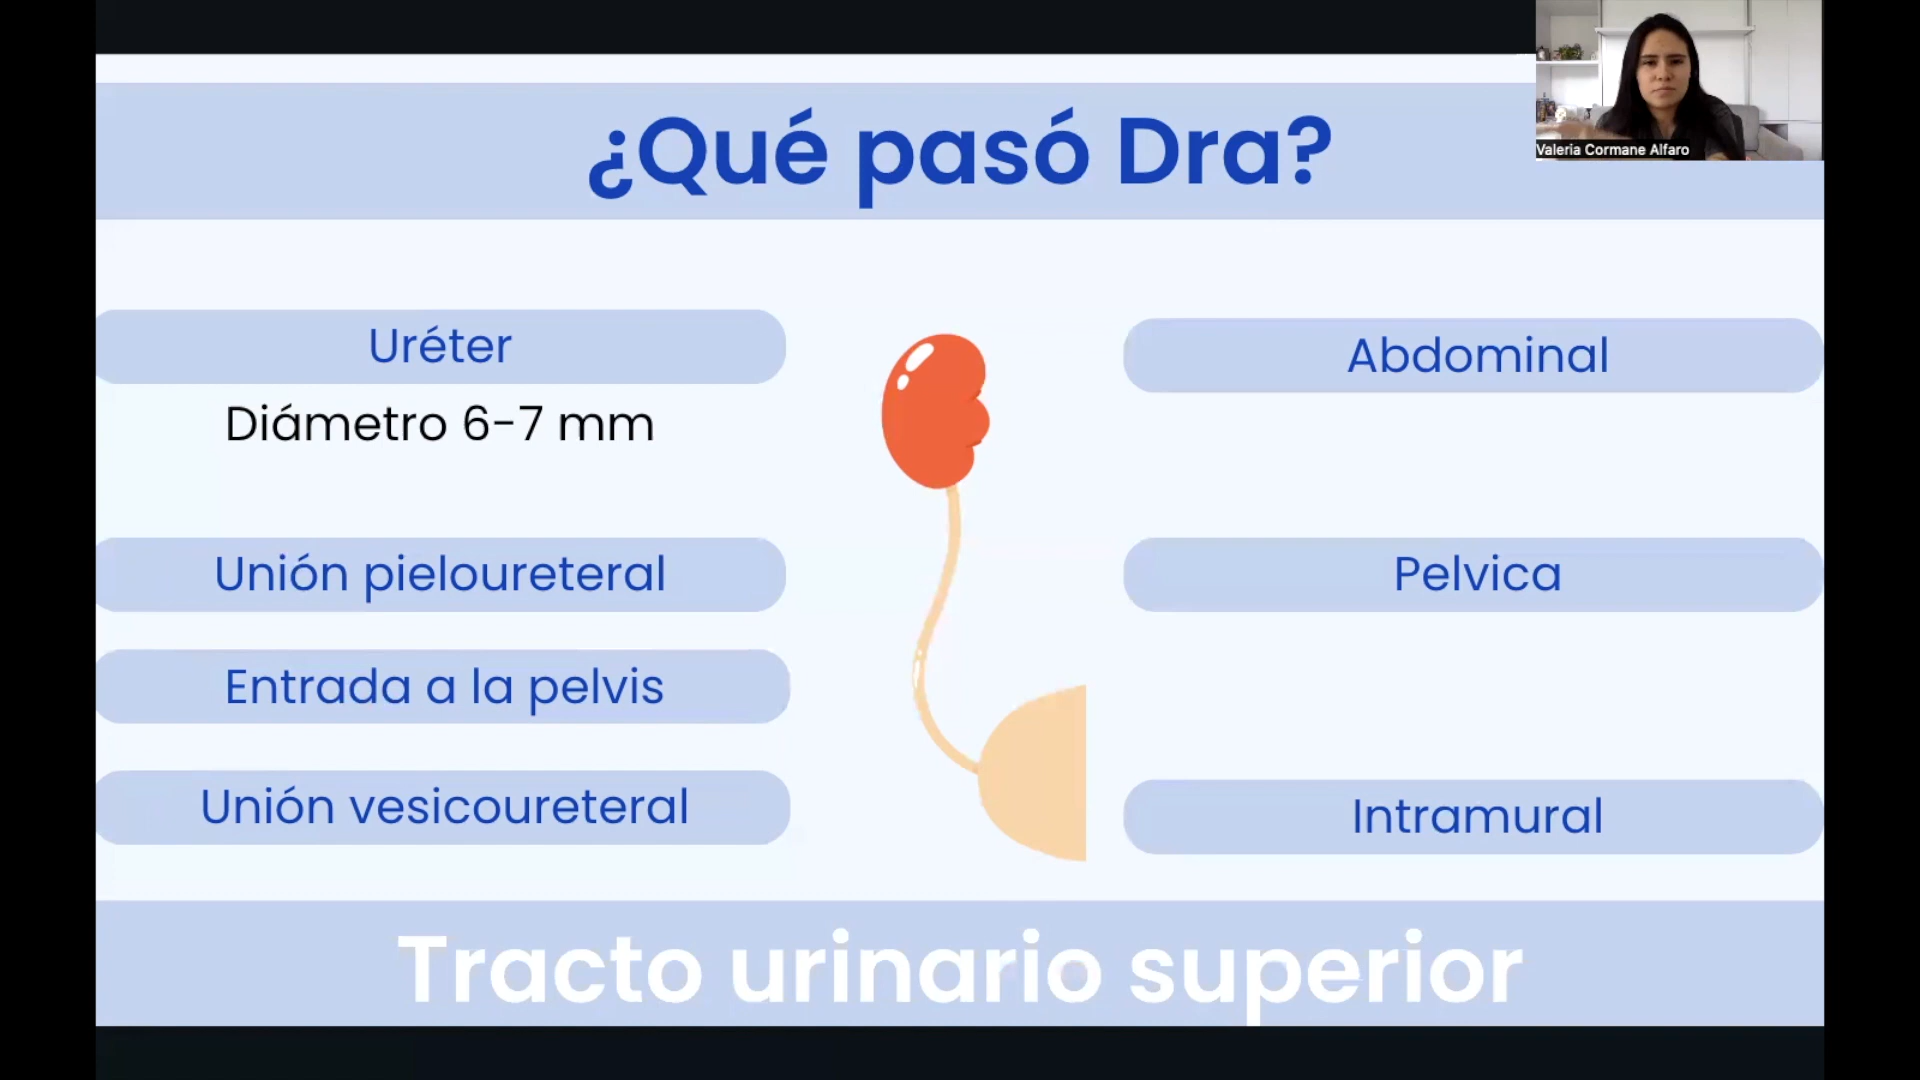 ¿Qué pasó Dra?
Valeria Cormane Alfaro
Uréter
Diámetro 6-7 mm
Unión pieloureteral
Entrada a la pelvis
Unión vesicoureteral
Abdominal
Pelvica
Intramural
Tracto urinario superior